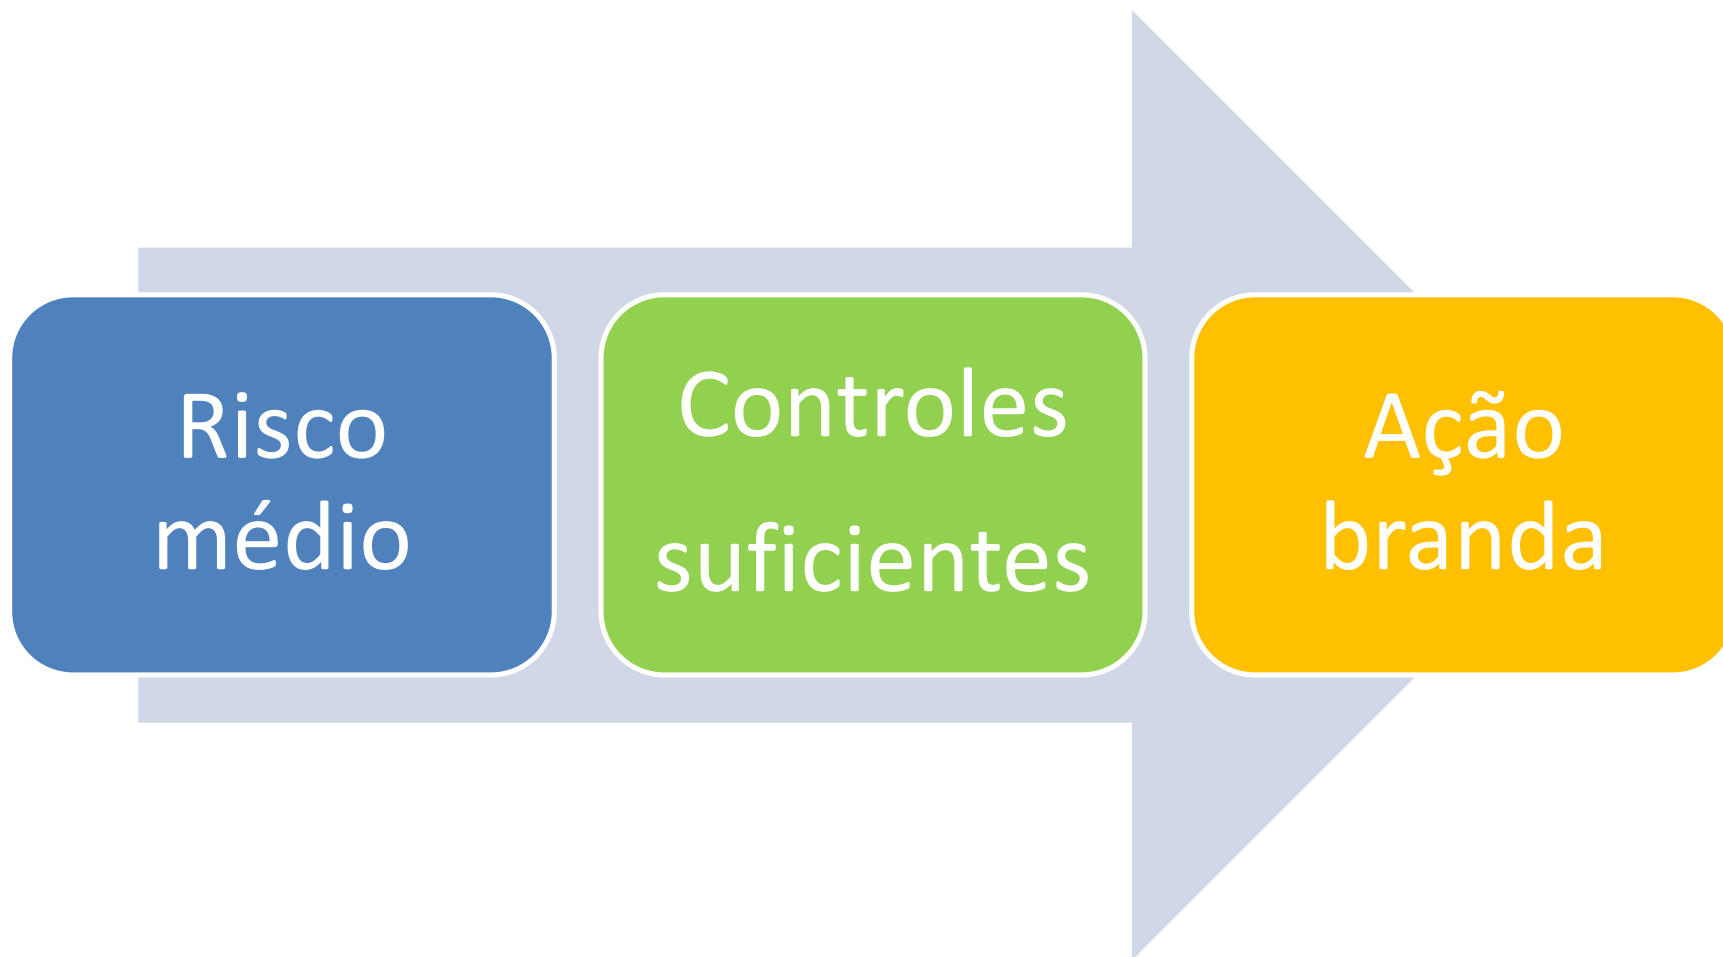 Risco
médio
Controles
suficientes
Ação
branda